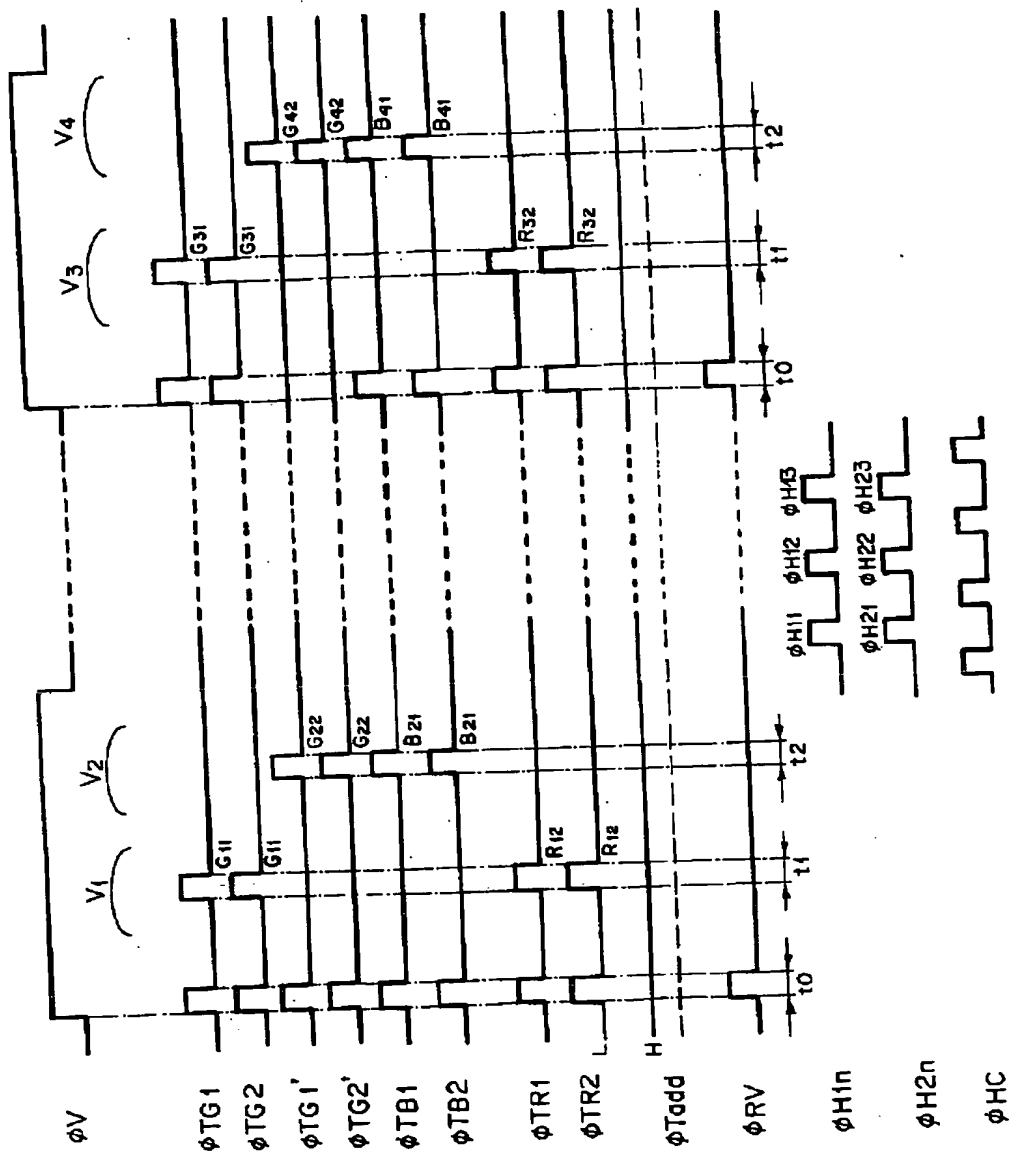 V1 V2 V3 V4
φV
φTG1 G11 G31
φTG2 G11 G31
φTG1' G22 G42
φTG2' G22 G42
φTB1 B21 B41
φTB2 B21 B41
φTR1 R12 R32
φTR2 L R12 R32
H
φTadd
φRV
t0 t1 t2 t0 t1 t2
φH11 φH12 φH13
φH1n
φH21 φH22 φH23
φH2n
φHC